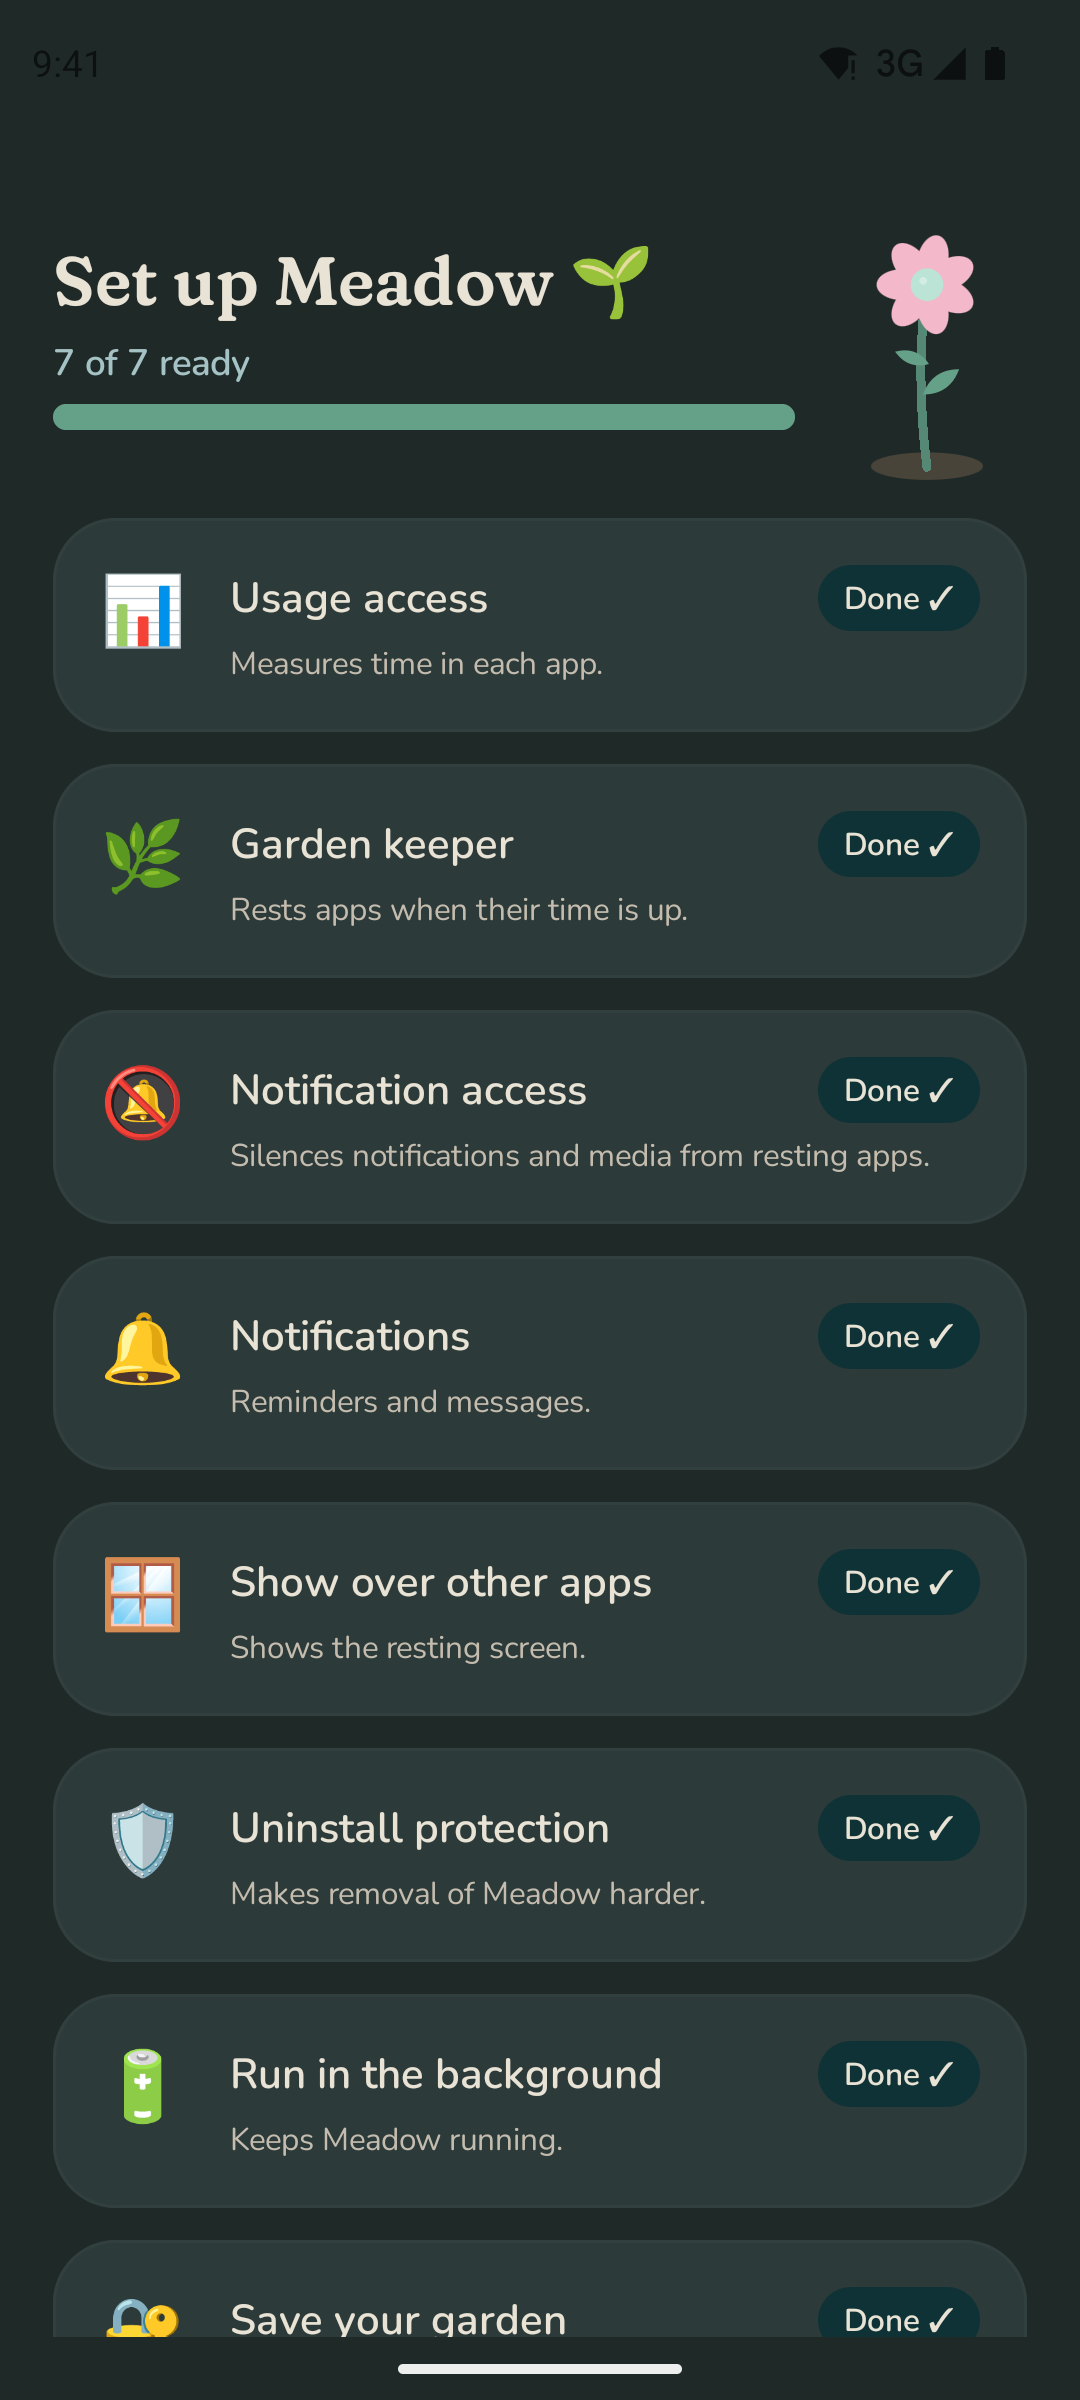 9:41
3G
Set up Meadow 🌱
7 of 7 ready
Usage access
Done ✓
Measures time in each app.
Garden keeper
Done ✓
Rests apps when their time is up.
Notification access
Done ✓
Silences notifications and media from resting apps.
Notifications
Done ✓
Reminders and messages.
Show over other apps
Done ✓
Shows the resting screen.
Uninstall protection
Done ✓
Makes removal of Meadow harder.
Run in the background
Done ✓
Keeps Meadow running.
Save your garden
Done ✓